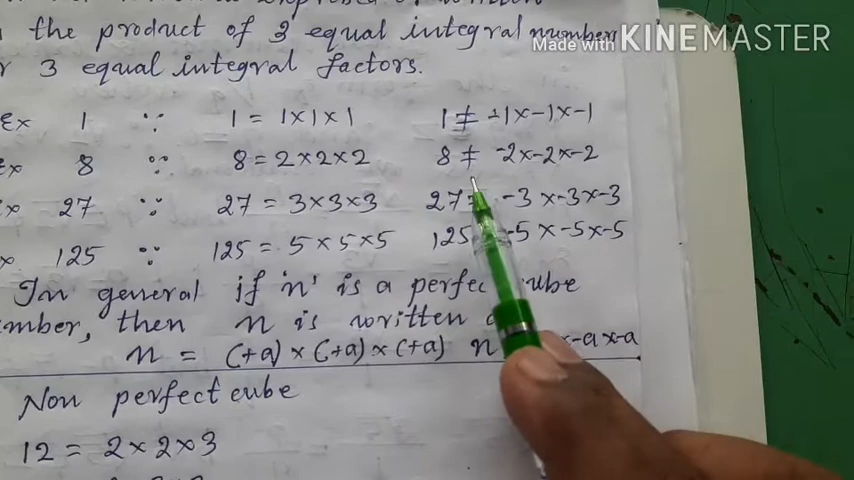 the product of 3 equal integral numbers
Made with KINEMASTER
3 equal integral factors.
Ex 1 ∵ 1 = 1×1×1 1 ≠ -1×-1×-1
8 ∵ 8 = 2×2×2 8 ≠ -2×-2×-2
27 ∵ 27 = 3×3×3 27 -3×-3×-3
125 ∵ 125 = 5×5×5 125 -5×-5×-5
In general if 'n' is a perfect cube
then n is written
n = (+a)×(+a)×(+a) n -a×-a
Non perfect cube
12 = 2×2×3